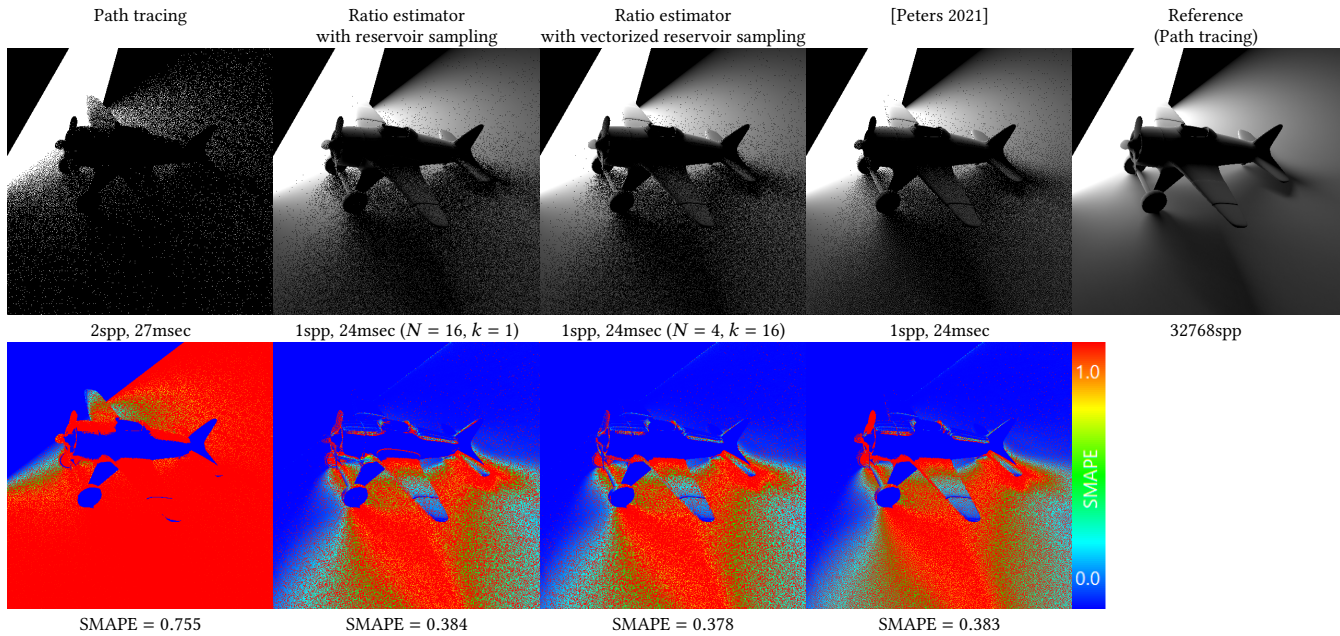 Path tracing
Ratio estimator
with reservoir sampling
Ratio estimator
with vectorized reservoir sampling
[Peters 2021]
Reference
(Path tracing)
2spp, 27msec
1spp, 24msec (N = 16, k = 1)
1spp, 24msec (N = 4, k = 16)
1spp, 24msec
32768spp
1.0
SMAPE
0.0
SMAPE = 0.755
SMAPE = 0.384
SMAPE = 0.378
SMAPE = 0.383